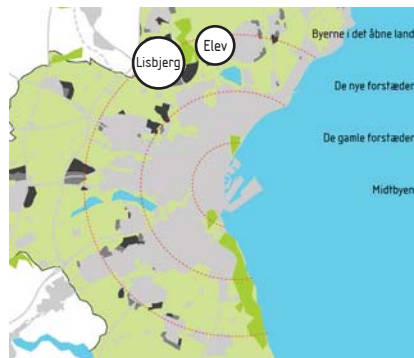 Elev
Lisbjerg
Byerne i det åbne land
De nye forstæder
De gamle forstæder
Midtbyen